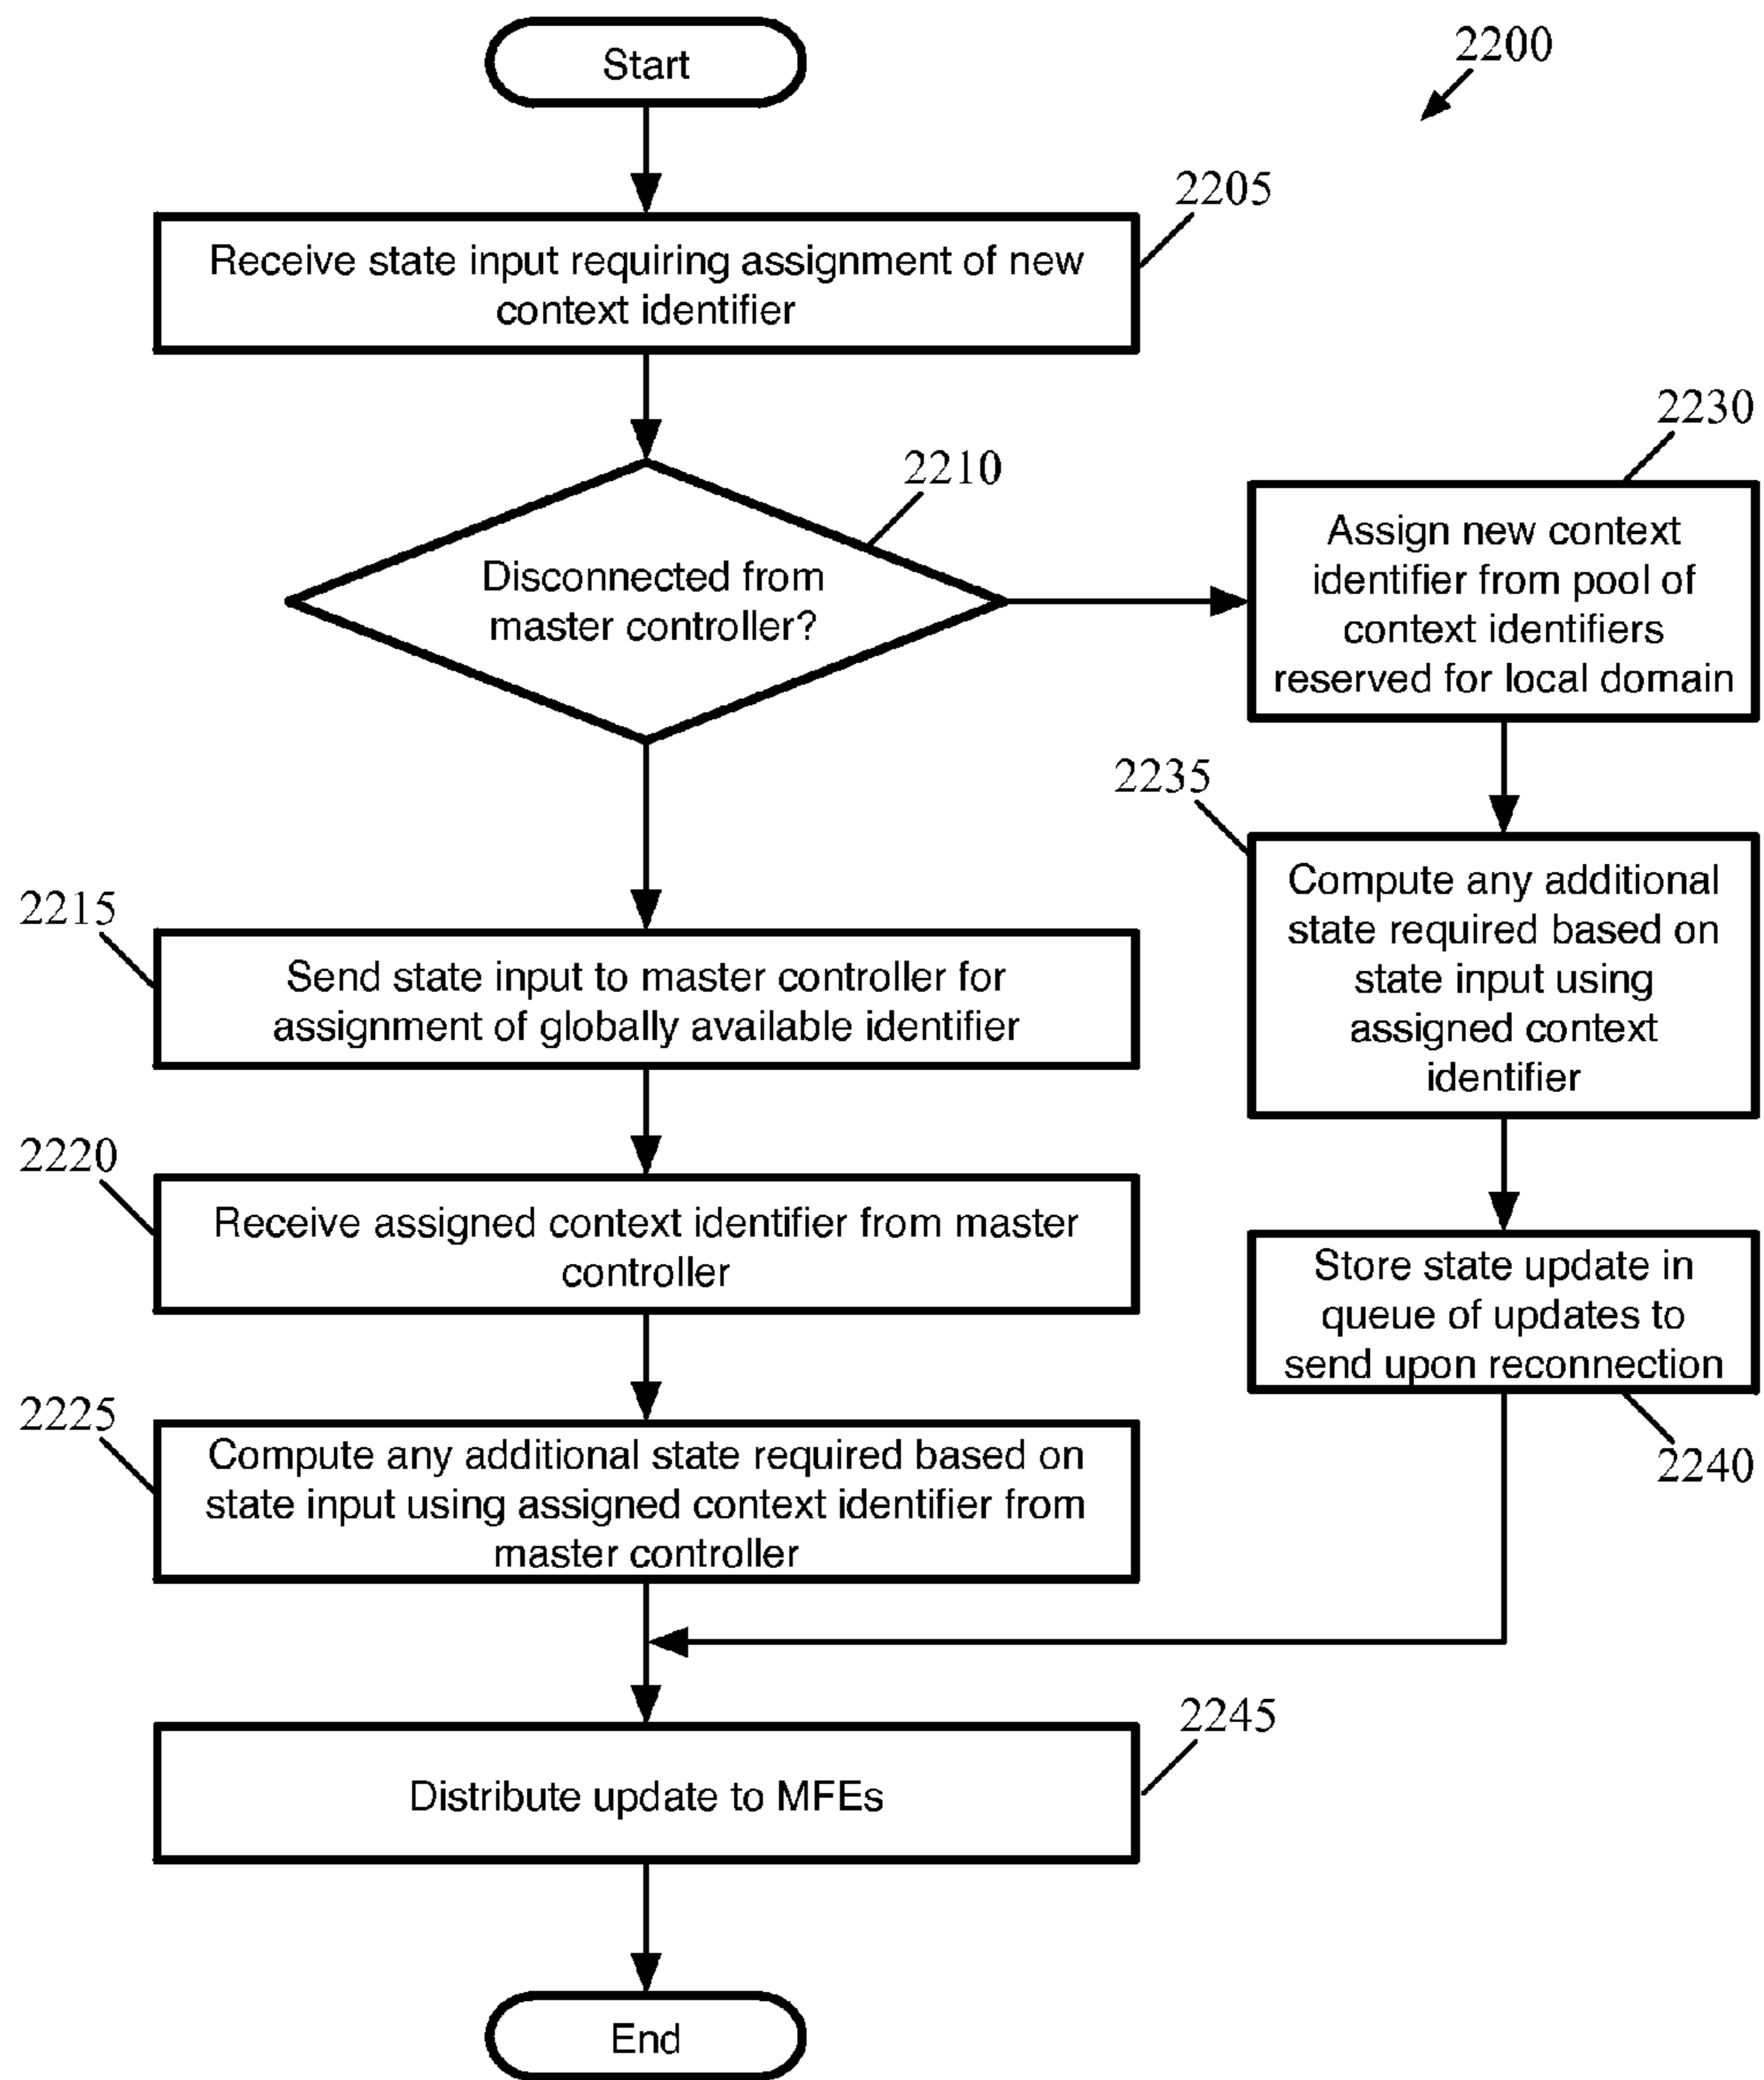 Start
2200
2205
Receive state input requiring assignment of new
context identifier
2210
Disconnected from
master controller?
2230
Assign new context
identifier from pool of
context identifiers
reserved for local domain
2235
Compute any additional
state required based on
state input using
assigned context
identifier
2215
Send state input to master controller for
assignment of globally available identifier
2220
Receive assigned context identifier from master
controller
Store state update in
queue of updates to
send upon reconnection
2240
2225
Compute any additional state required based on
state input using assigned context identifier from
master controller
2245
Distribute update to MFEs
End